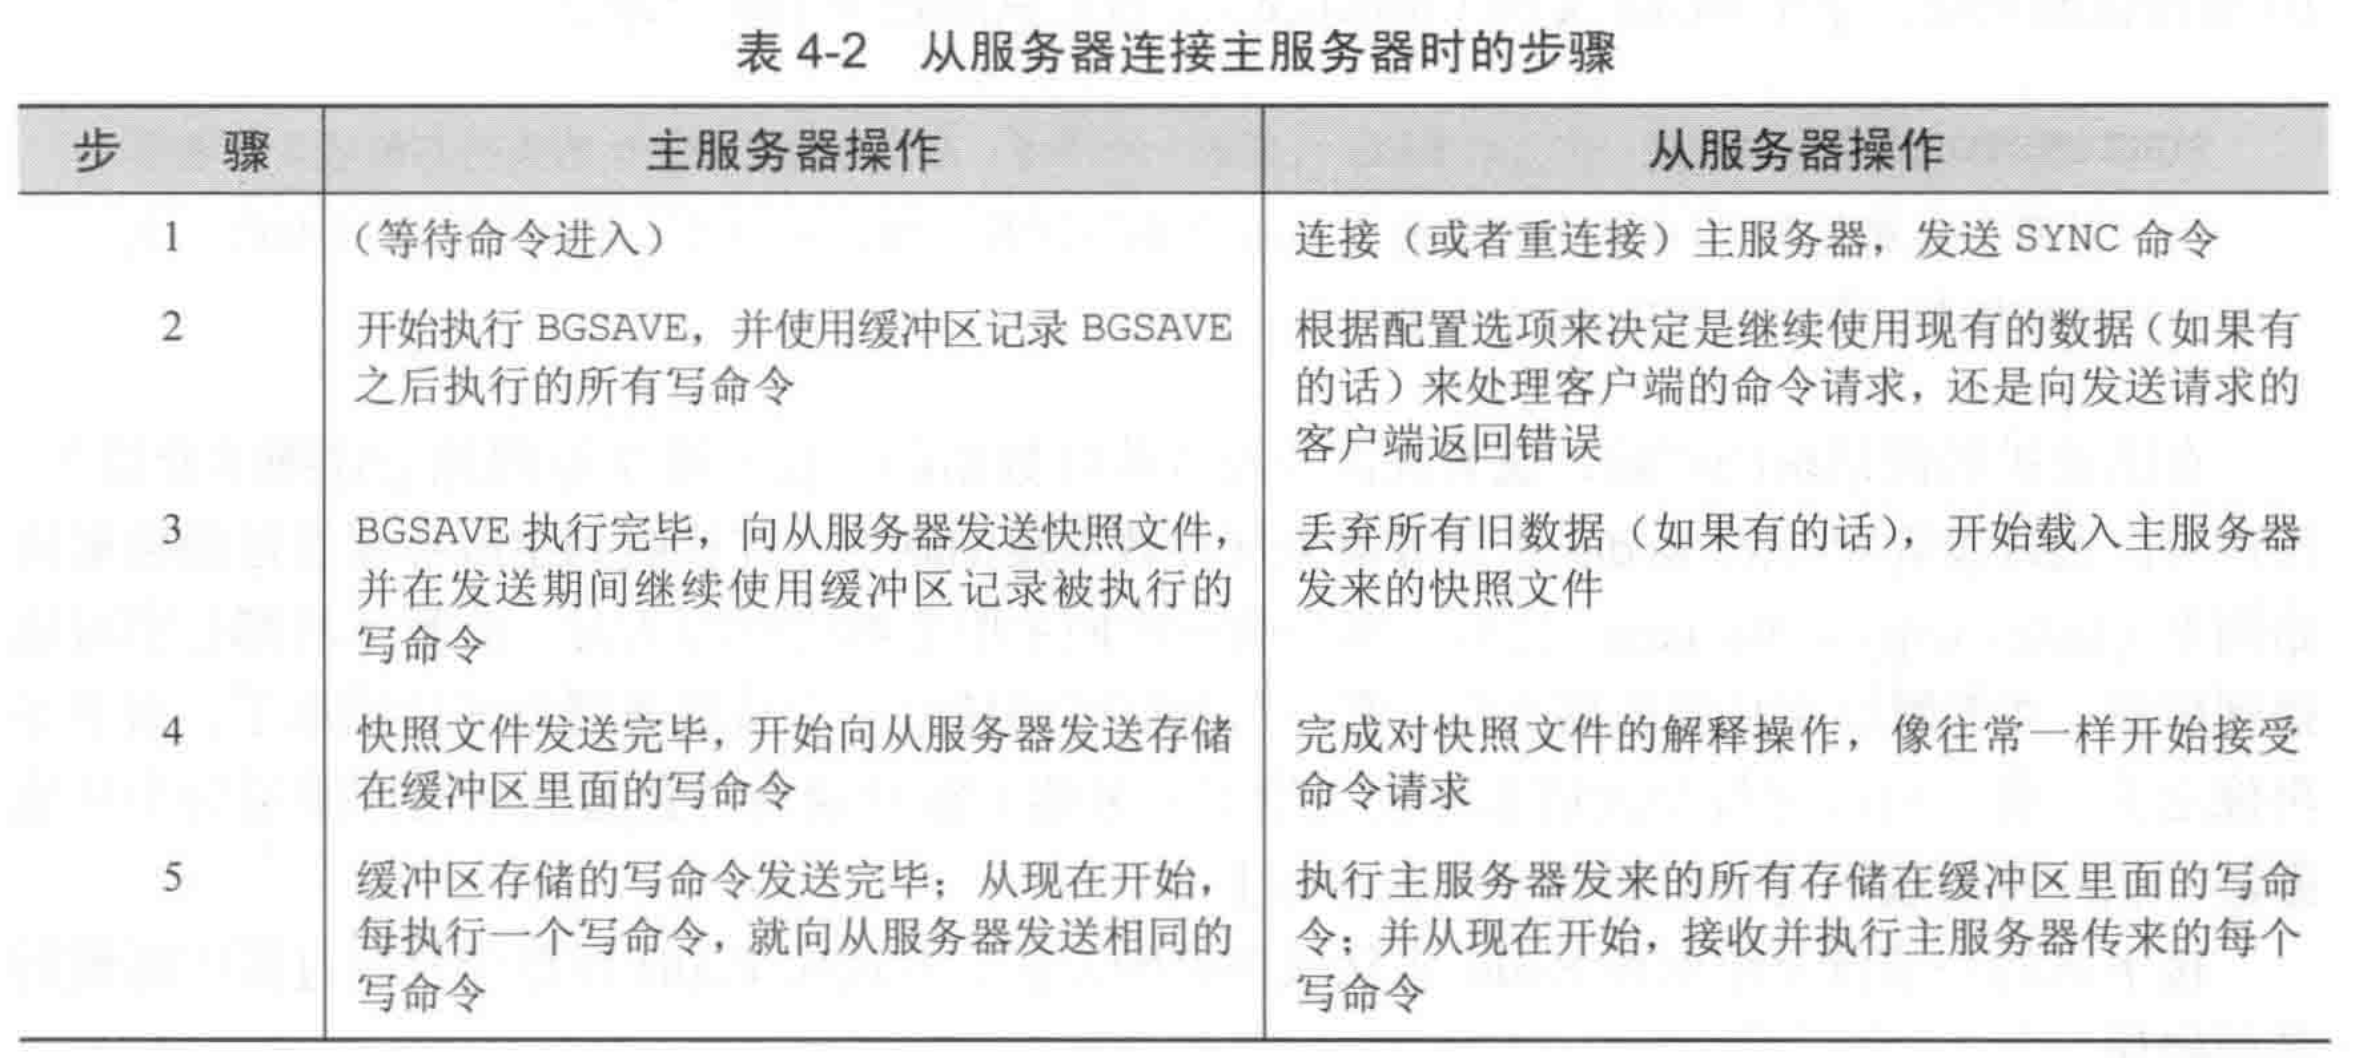 表 4-2 从服务器连接主服务器时的步骤
步 骤 主服务器操作 从服务器操作
1 （等待命令进入） 连接（或者重连接）主服务器，发送 SYNC 命令
2 开始执行 BGSAVE，并使用缓冲区记录 BGSAVE 根据配置选项来决定是继续使用现有的数据（如果有
之后执行的所有写命令 的话）来处理客户端的命令请求，还是向发送请求的
客户端返回错误
3 BGSAVE 执行完毕，向从服务器发送快照文件， 丢弃所有旧数据（如果有的话），开始载入主服务器
并在发送期间继续使用缓冲区记录被执行的 发来的快照文件
写命令
4 快照文件发送完毕，开始向从服务器发送存储 完成对快照文件的解释操作，像往常一样开始接受
在缓冲区里面的写命令 命令请求
5 缓冲区存储的写命令发送完毕；从现在开始， 执行主服务器发来的所有存储在缓冲区里面的写命
每执行一个写命令，就向从服务器发送相同的 令；并从现在开始，接收并执行主服务器传来的每个
写命令 写命令